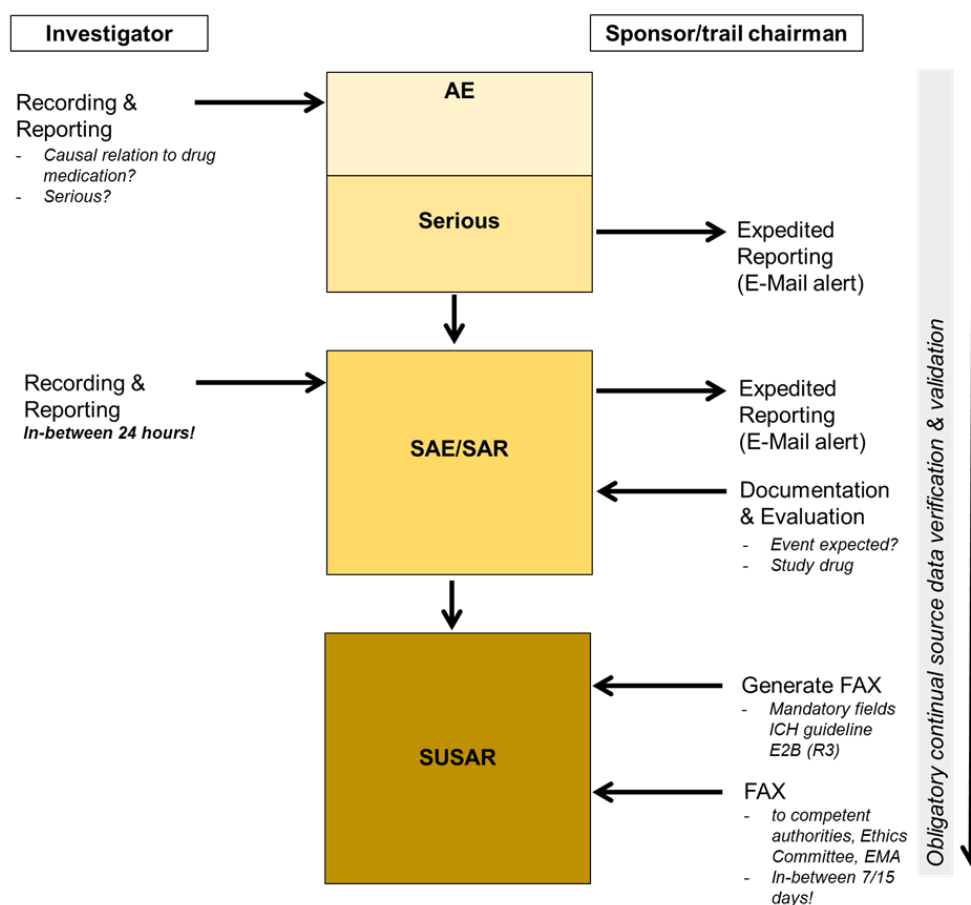 Investigator
Sponsor/trail chairman
AE
Recording &
Reporting
- Causal relation to drug
medication?
- Serious?
Serious
Expedited
Reporting
(E-Mail alert)
Recording &
Reporting
In-between 24 hours!
SAE/SAR
Expedited
Reporting
(E-Mail alert)
Documentation
& Evaluation
- Event expected?
- Study drug
SUSAR
Generate FAX
- Mandatory fields
ICH guideline
E2B (R3)
FAX
- to competent
authorities, Ethics
Committee, EMA
- In-between 7/15
days!
Obligatory continual source data verification & validation